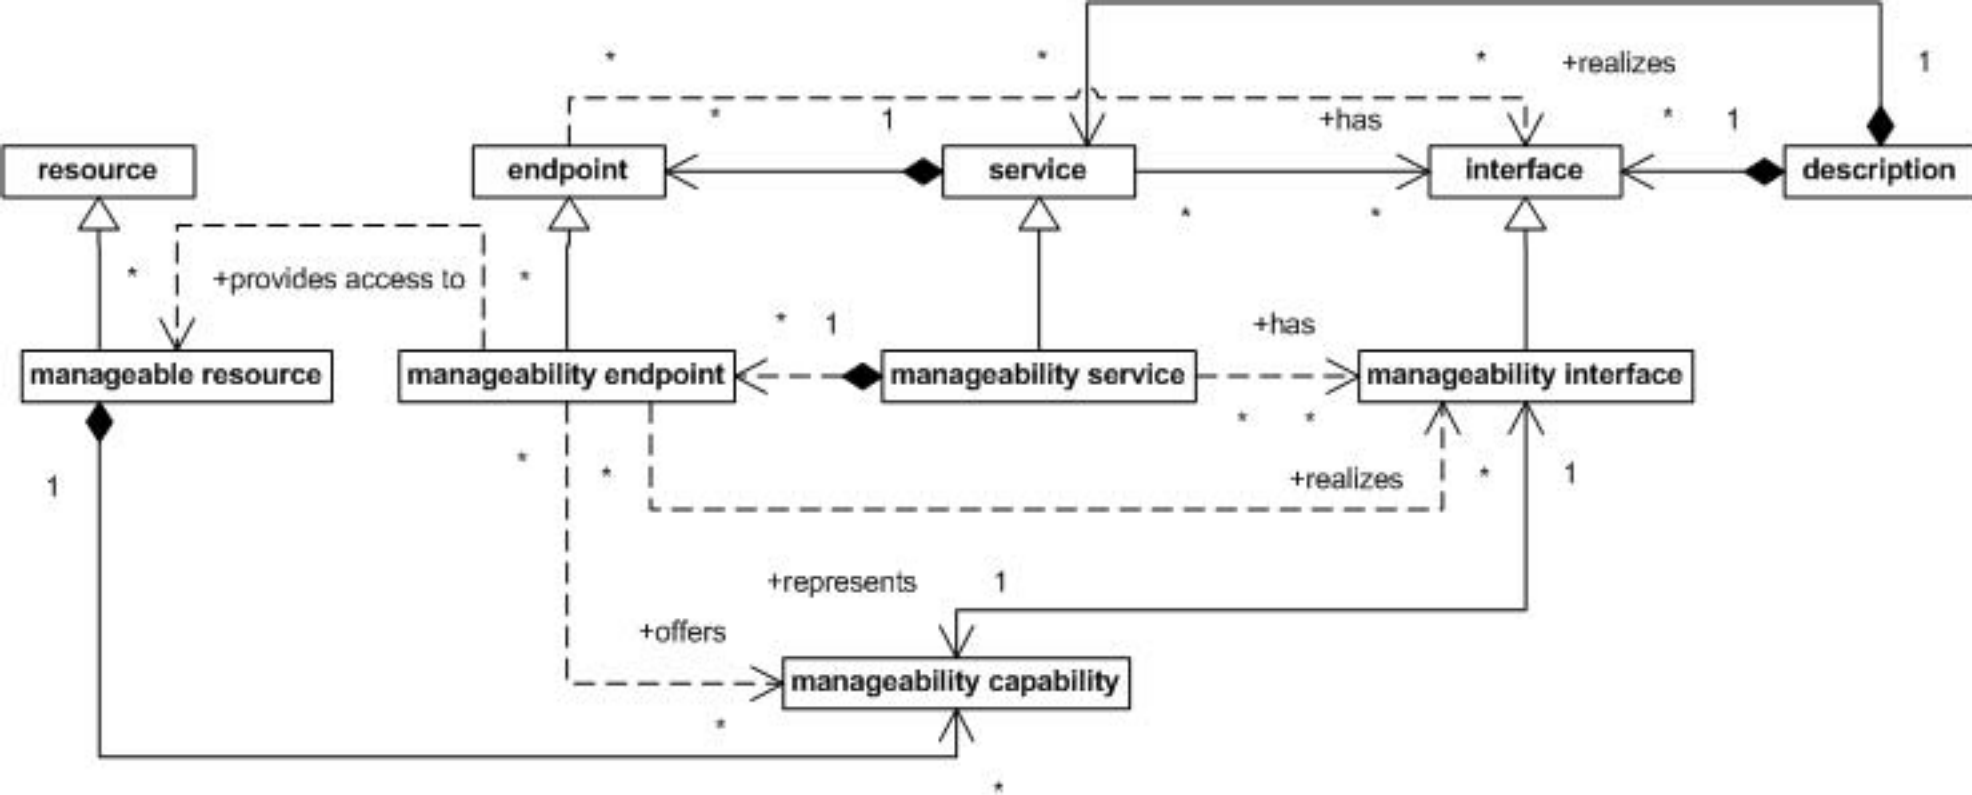 * * * +realizes 1
* 1 +has * 1
resource endpoint service interface description
* *
* +provides access to *
* 1 +has
manageable resource manageability endpoint manageability service manageability interface
* *
* * +realizes * 1
1
+represents 1
+offers
manageability capability
*
*